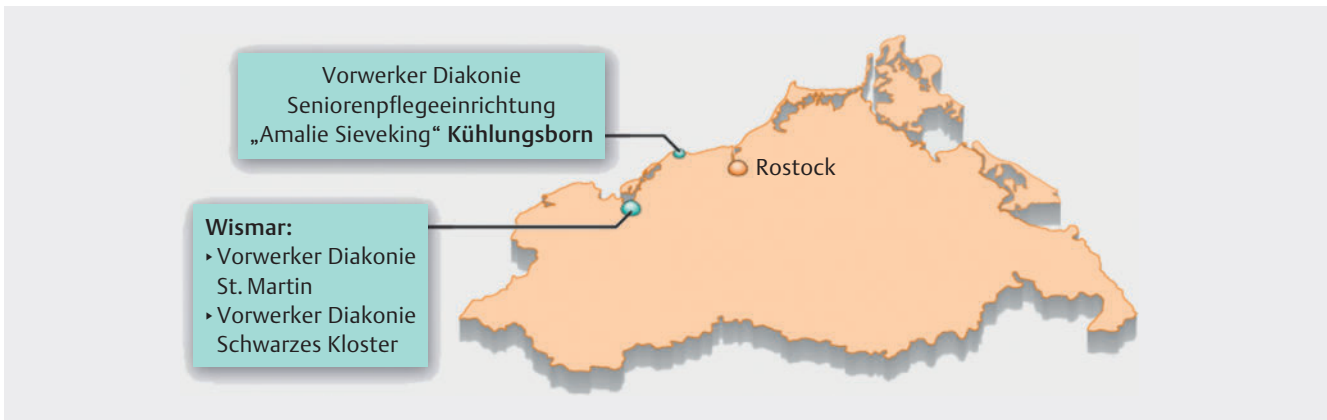 Vorwerker Diakonie
Seniorenpflegeeinrichtung
„Amalie Sieveking“ Kühlungsborn
Rostock
Wismar:
‣ Vorwerker Diakonie
St. Martin
‣ Vorwerker Diakonie
Schwarzes Kloster